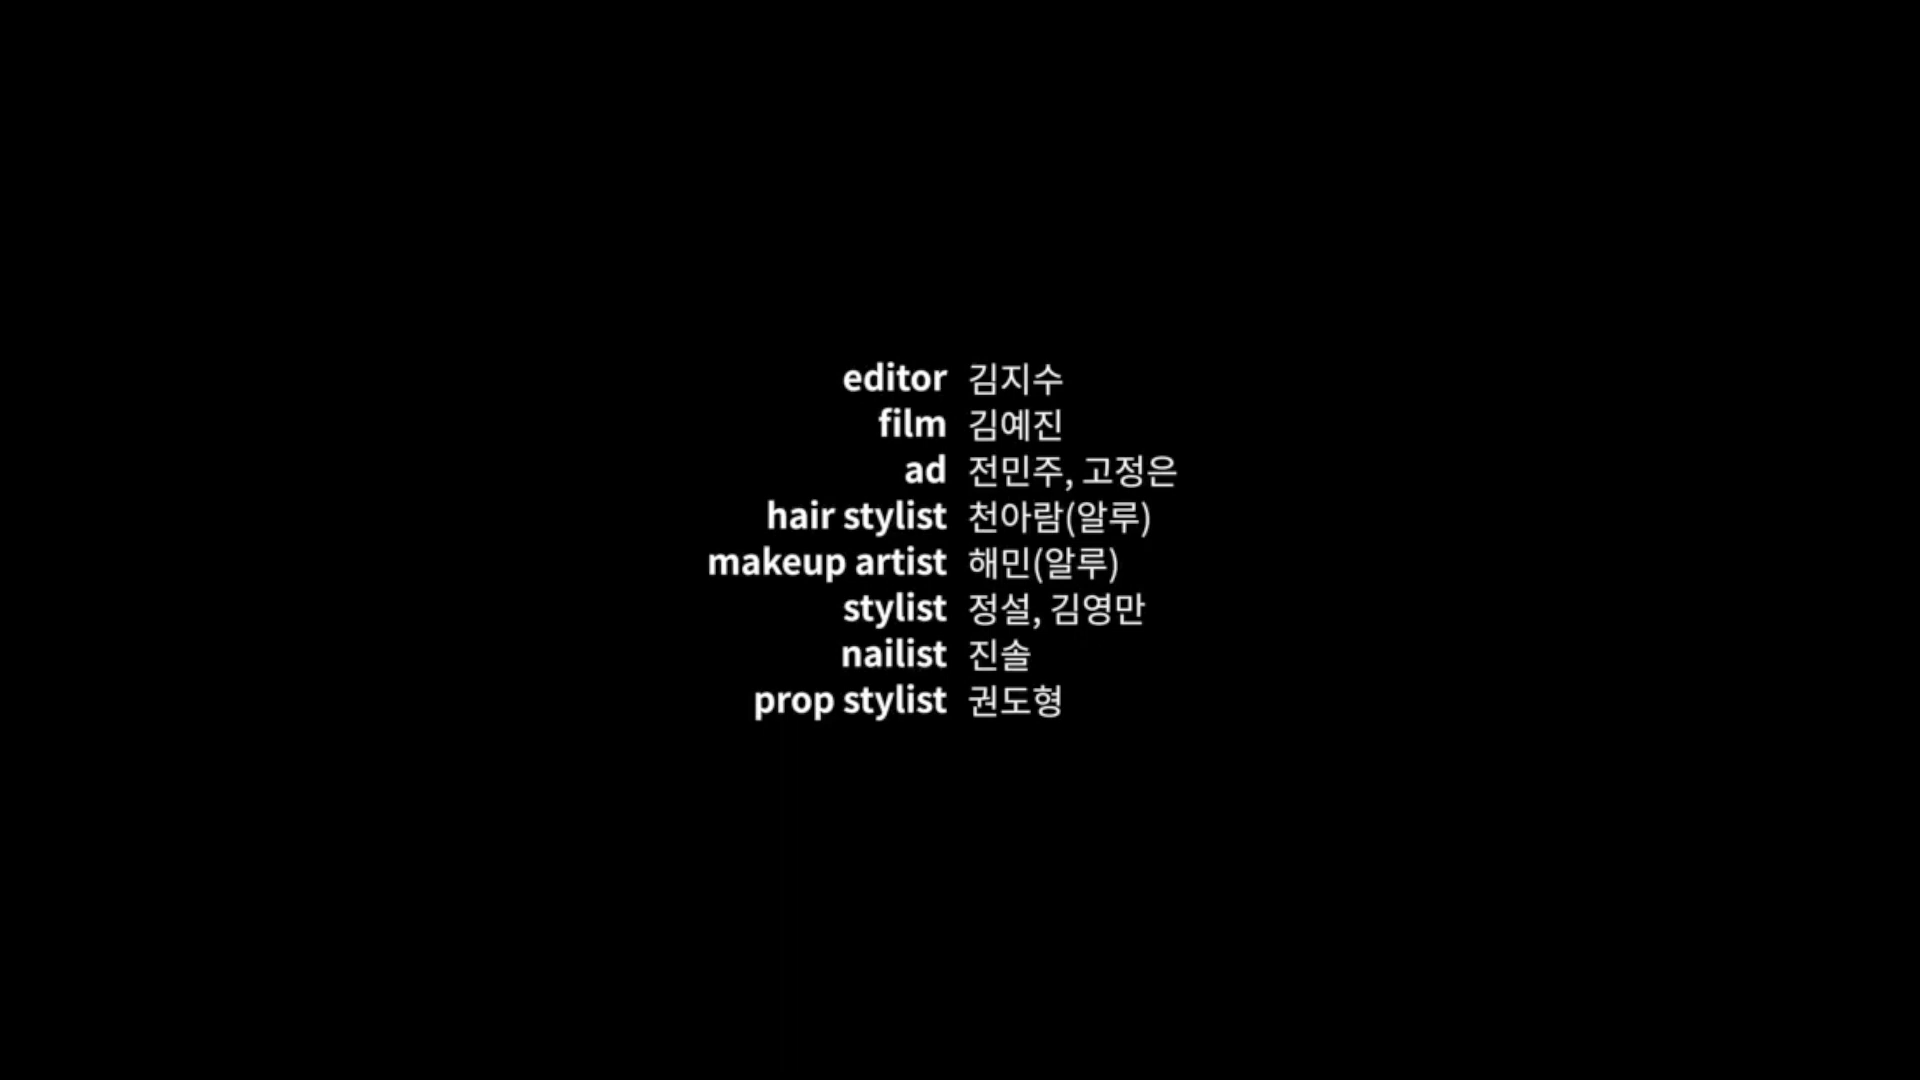 editor 김지수
film 김예진
ad 전민주, 고정은
hair stylist 천아람(알루)
makeup artist 해민(알루)
stylist 정설, 김영만
nailist 진솔
prop stylist 권도형